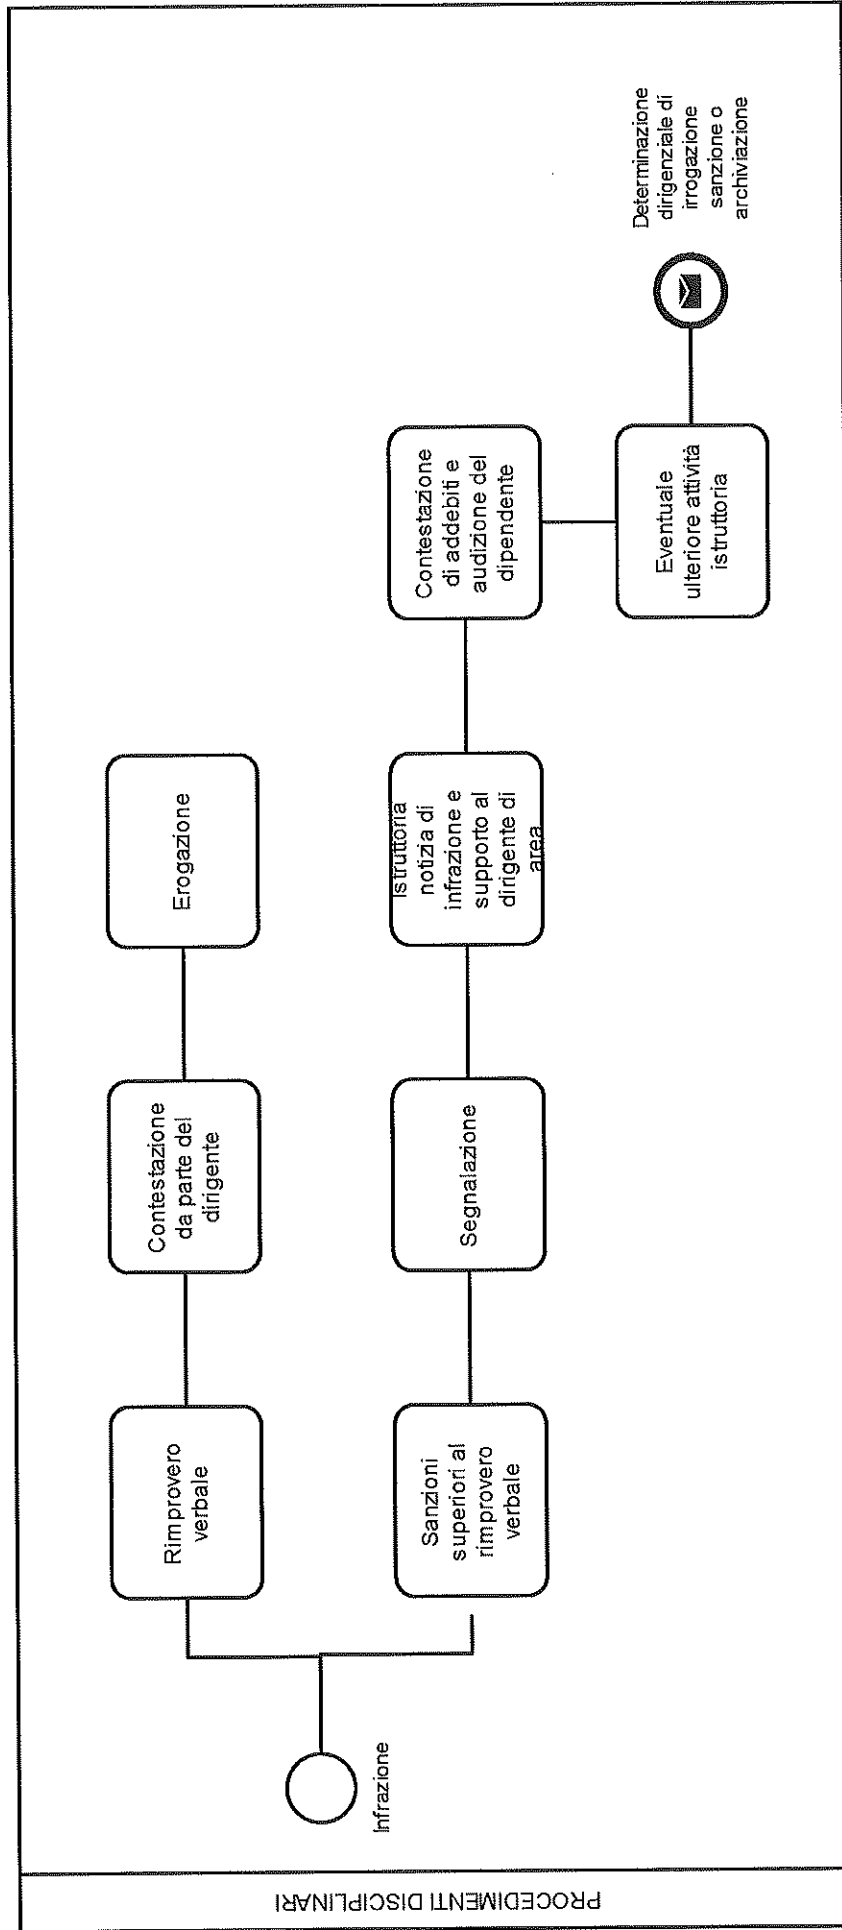 PROCEDIMENTI DISCIPLINARI
Infrazione
Rimprovero
verbale
Contestazione
da parte del
dirigente
Erogazione
Sanzioni
superiori al
rimprovero
verbale
Segnalazione
Istruttoria
notizia di
infrazione e
supporto al
dirigente di
area
Contestazione
di addebiti e
audizione del
dipendente
Eventuale
ulteriore attività
istruttoria
Determinazione
dirigenziale di
irrogazione
sanzione o
archiviazione